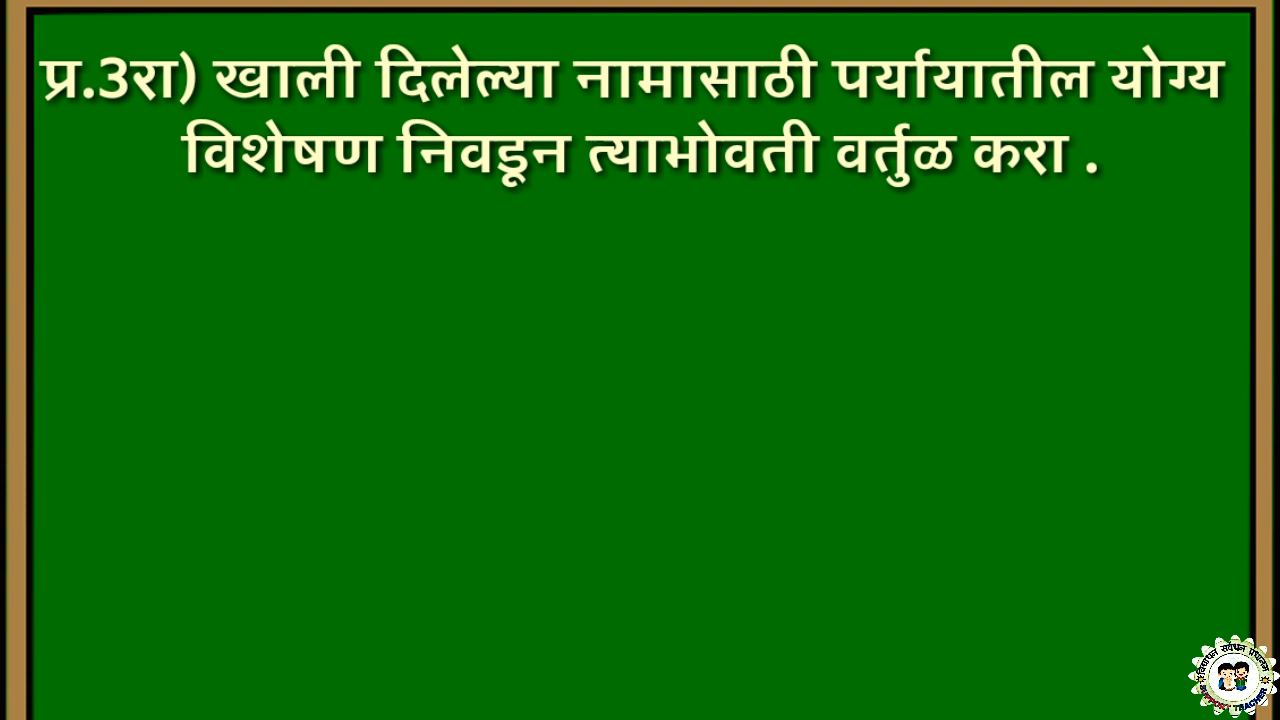 प्र.3रा) खाली दिलेल्या नामासाठी पर्यायातील योग्य
विशेषण निवडून त्याभोवती वर्तुळ करा .